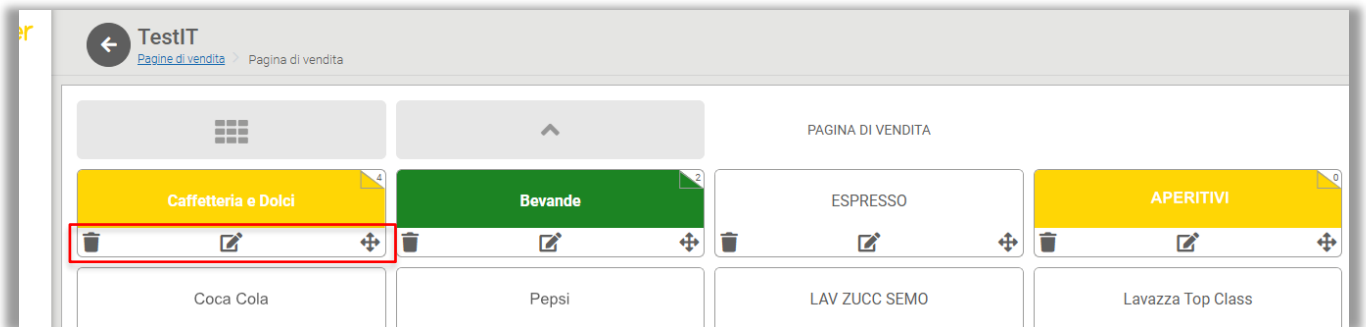 er
TestIT
Pagine di vendita > Pagina di vendita
PAGINA DI VENDITA
4
Caffetteria e Dolci
2
Bevande
ESPRESSO
0
APERITIVI
Coca Cola
Pepsi
LAV ZUCC SEMO
Lavazza Top Class